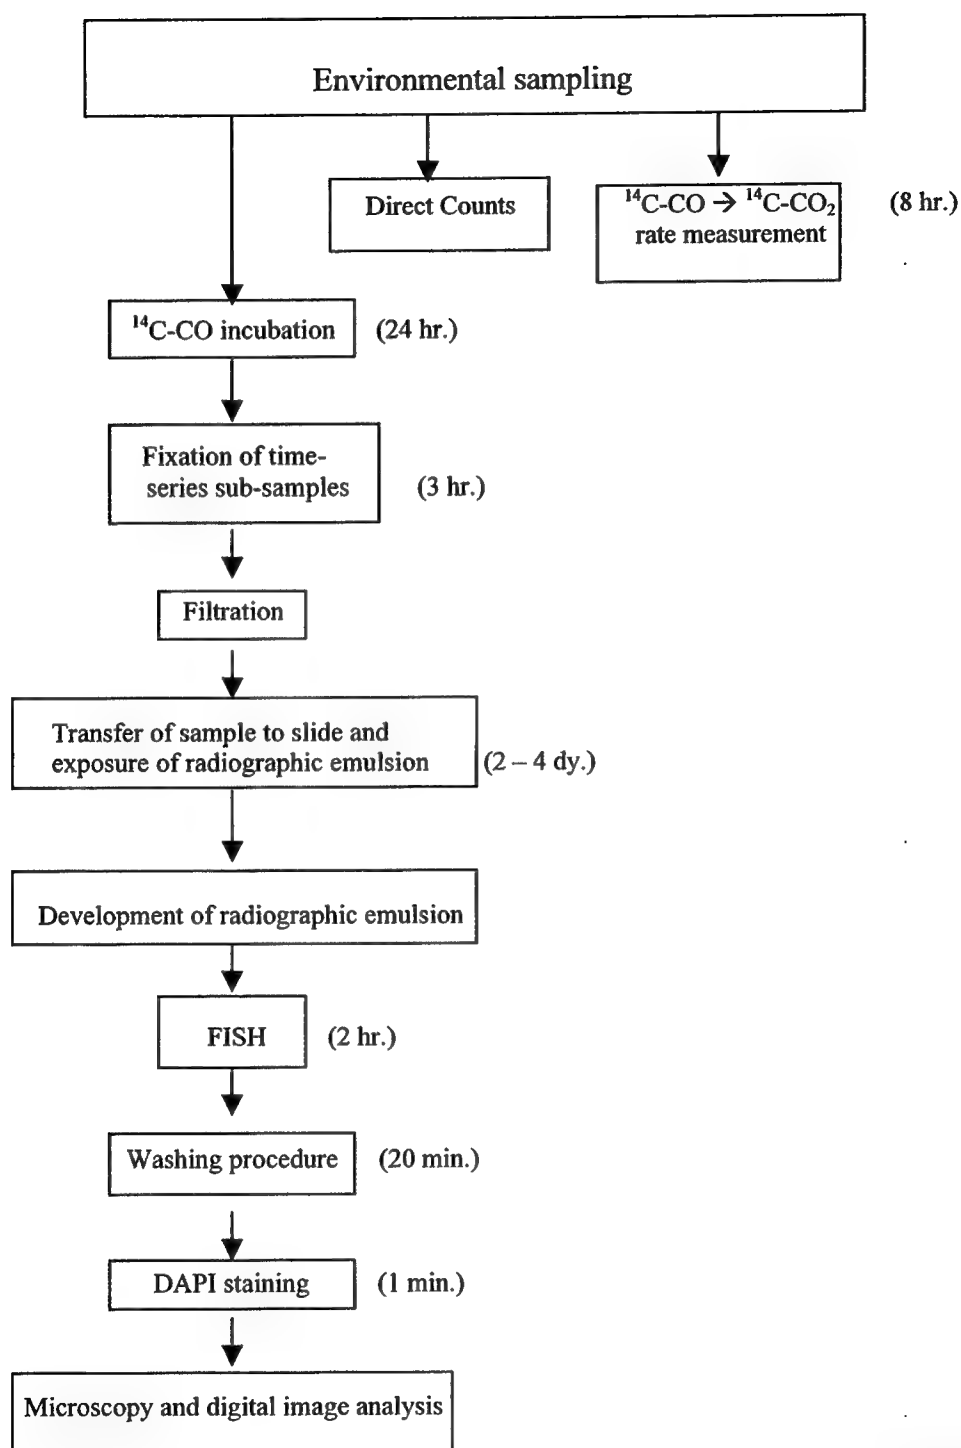 Environmental sampling
Direct Counts
¹⁴C-CO → ¹⁴C-CO₂ (8 hr.)
rate measurement
¹⁴C-CO incubation (24 hr.)
Fixation of time-
series sub-samples (3 hr.)
Filtration
Transfer of sample to slide and
exposure of radiographic emulsion (2 – 4 dy.)
Development of radiographic emulsion
FISH (2 hr.)
Washing procedure (20 min.)
DAPI staining (1 min.)
Microscopy and digital image analysis